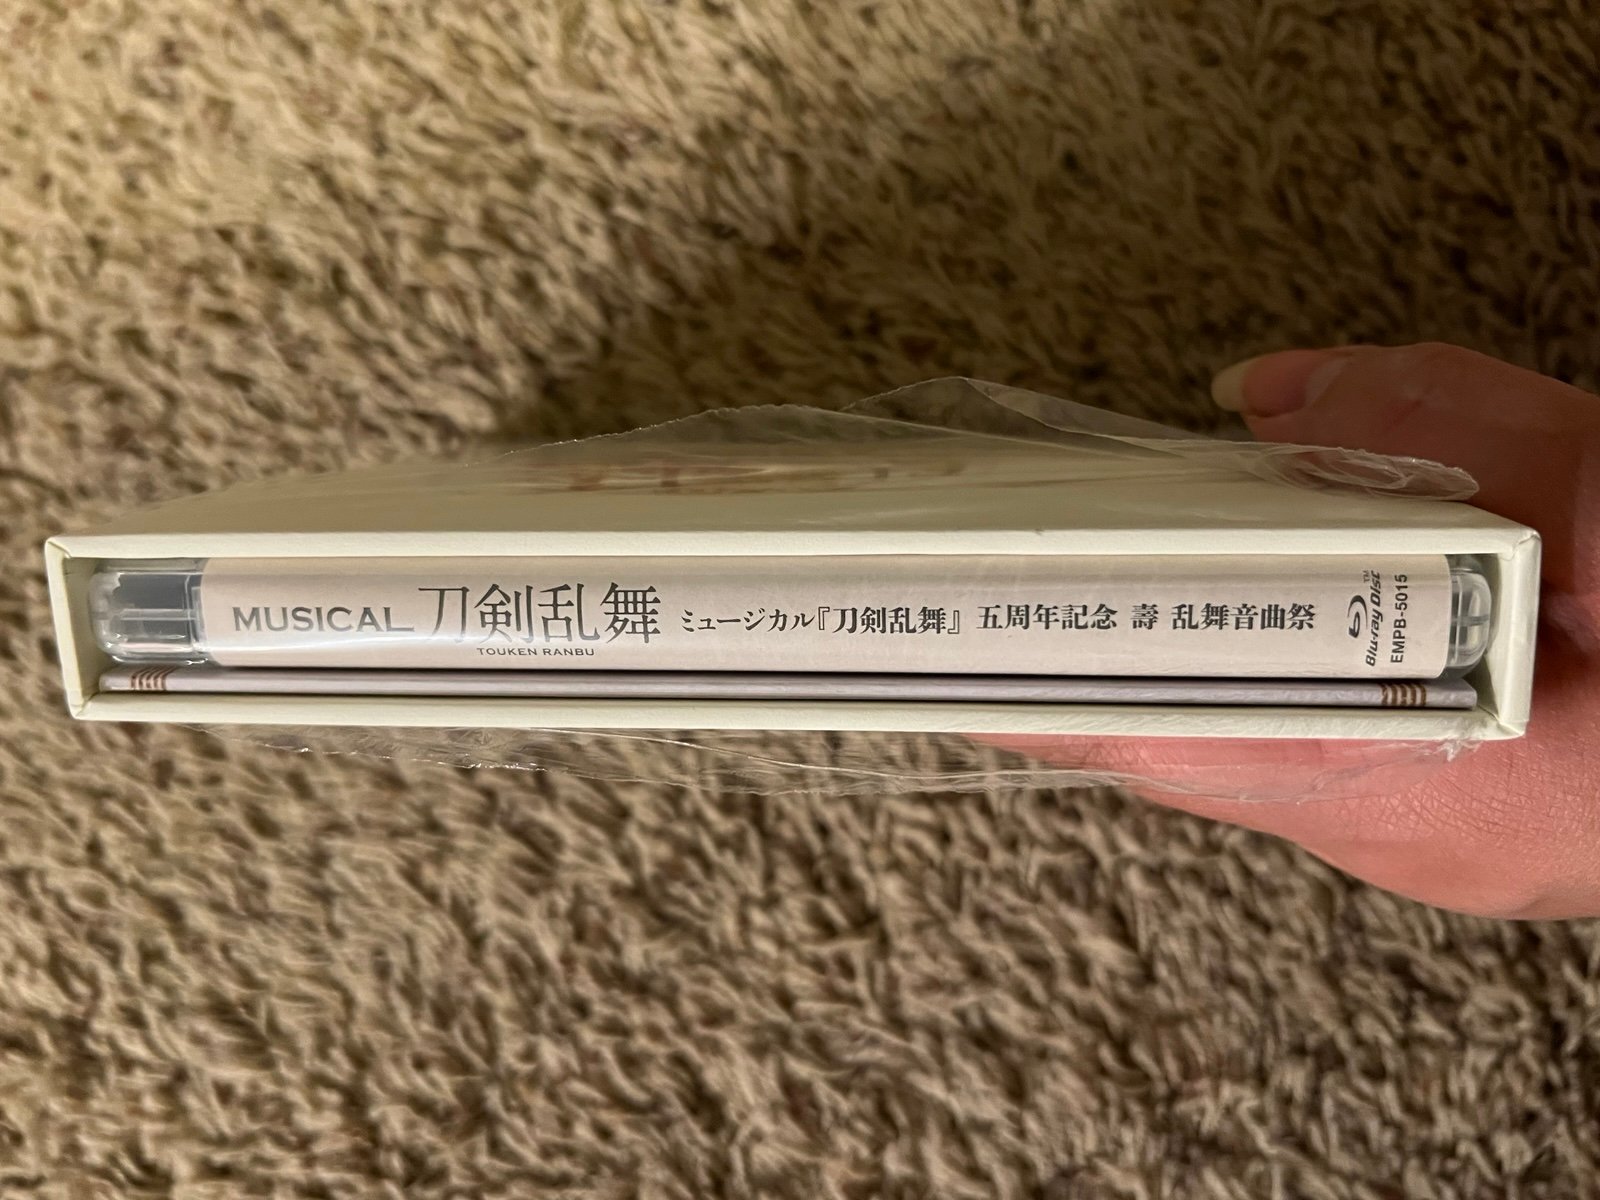 MUSICAL 刀剣乱舞 ミュージカル『刀剣乱舞』 五周年記念 壽 乱舞音曲祭
TOUKEN RANBU
Blu-ray Disc™
EMPB-5015